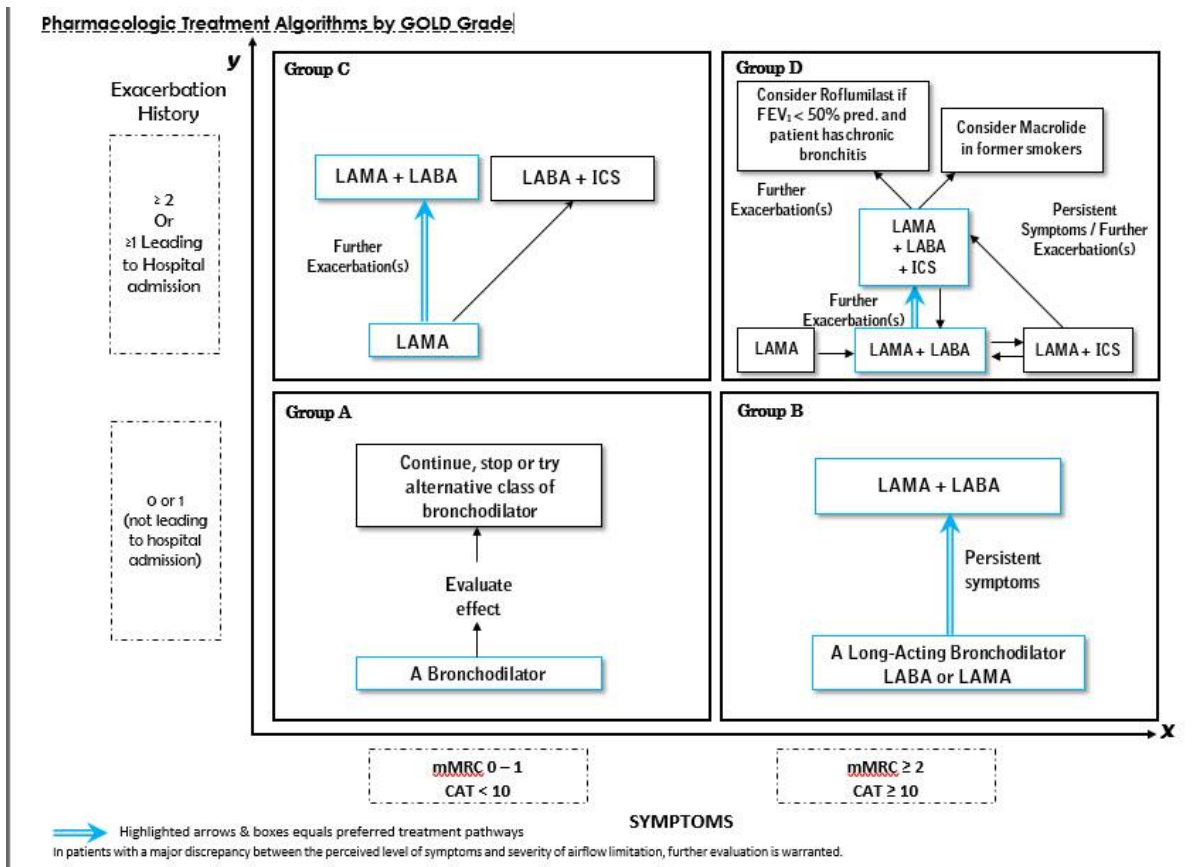 Pharmacologic Treatment Algorithms by GOLD Grade
y
Exacerbation
History
≥ 2
Or
≥1 Leading
to Hospital
admission
0 or 1
(not leading
to hospital
admission)
Group C
LAMA + LABA
LABA + ICS
Further
Exacerbation(s)
LAMA
Group D
Consider Roflumilast if
FEV₁ < 50% pred. and
patient has chronic
bronchitis
Consider Macrolide
in former smokers
Further
Exacerbation(s)
Persistent
Symptoms / Further
Exacerbation(s)
LAMA
+ LABA
+ ICS
Further
Exacerbation(s)
LAMA
LAMA + LABA
LAMA + ICS
Group A
Continue, stop or try
alternative class of
bronchodilator
Evaluate
effect
A Bronchodilator
Group B
LAMA + LABA
Persistent
symptoms
A Long-Acting Bronchodilator
LABA or LAMA
x
mMRC 0 – 1
CAT < 10
mMRC ≥ 2
CAT ≥ 10
SYMPTOMS
Highlighted arrows & boxes equals preferred treatment pathways
In patients with a major discrepancy between the perceived level of symptoms and severity of airflow limitation, further evaluation is warranted.